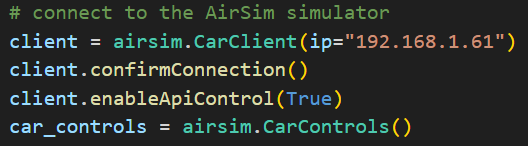 # connect to the AirSim simulator
client = airsim.CarClient(ip="192.168.1.61")
client.confirmConnection()
client.enableApiControl(True)
car_controls = airsim.CarControls()